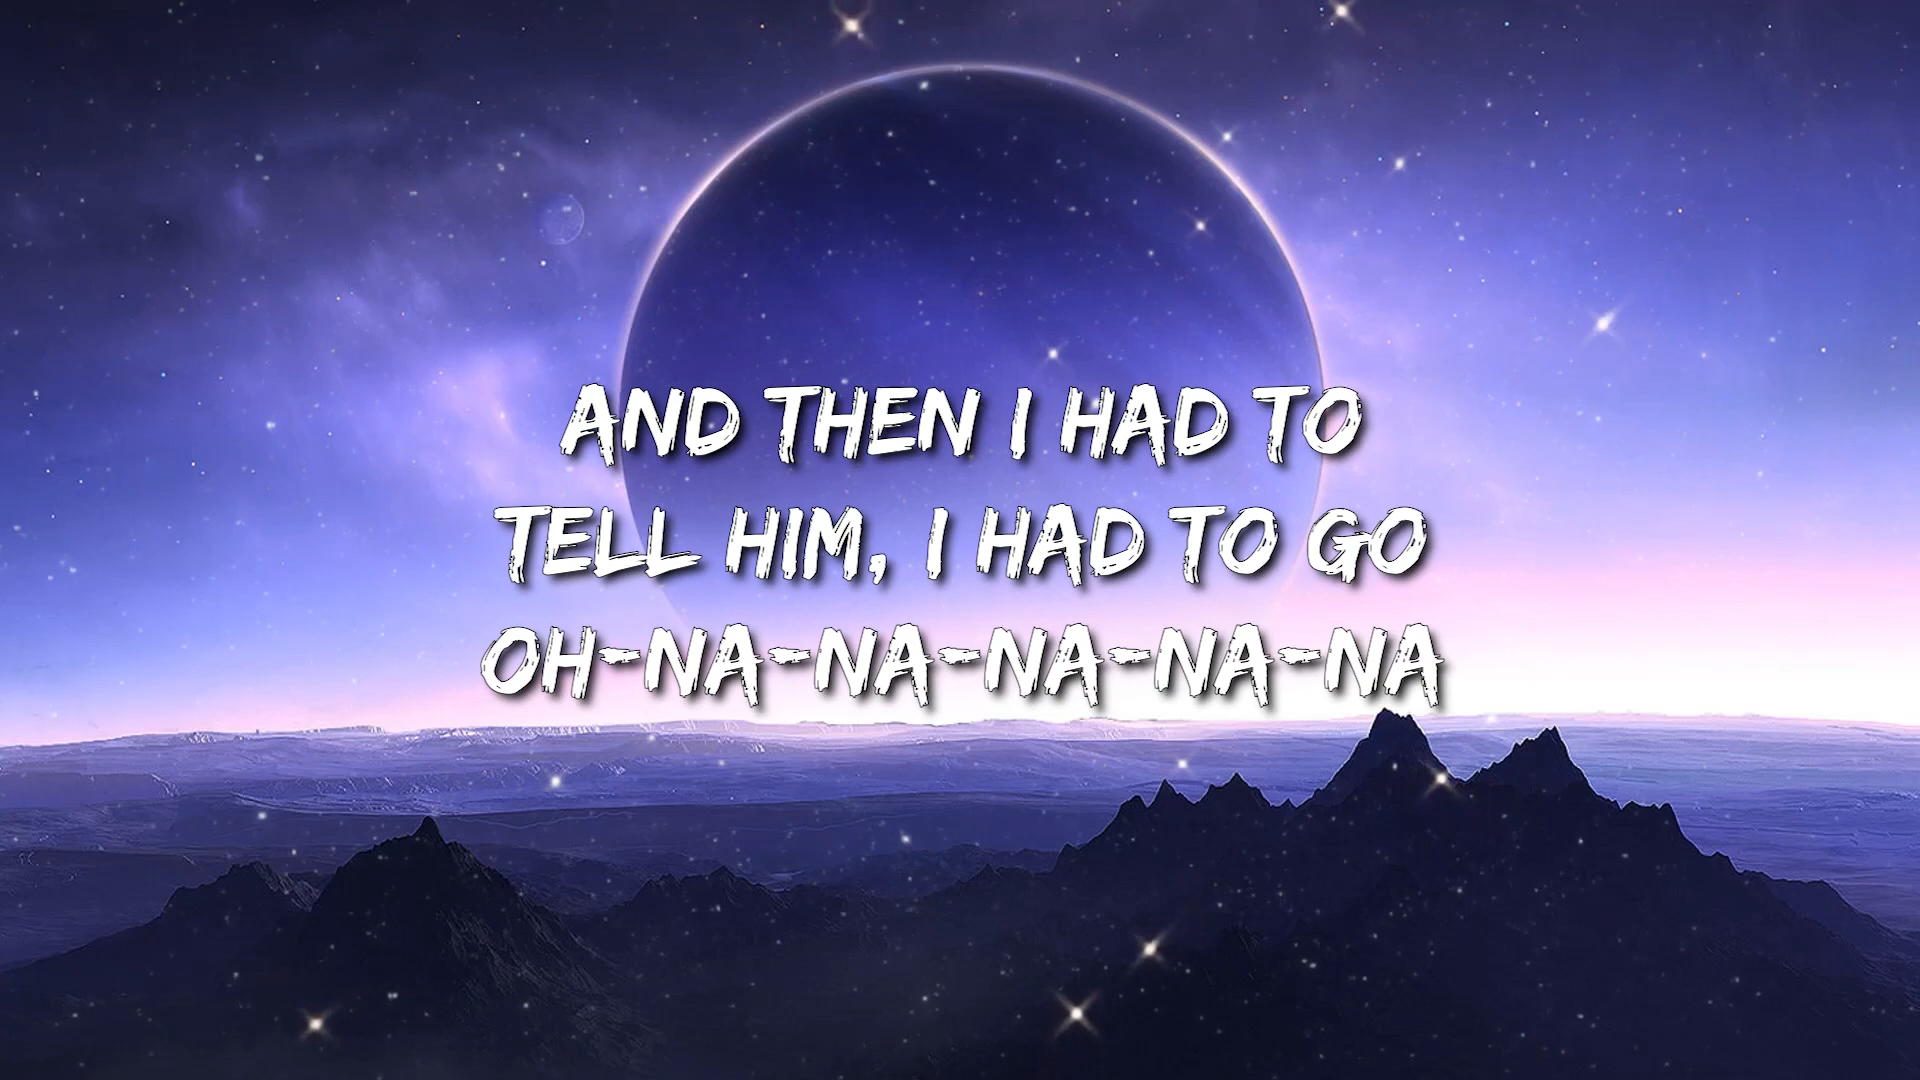 AND THEN I HAD TO
TELL HIM, I HAD TO GO
OH-NA-NA-NA-NA-NA